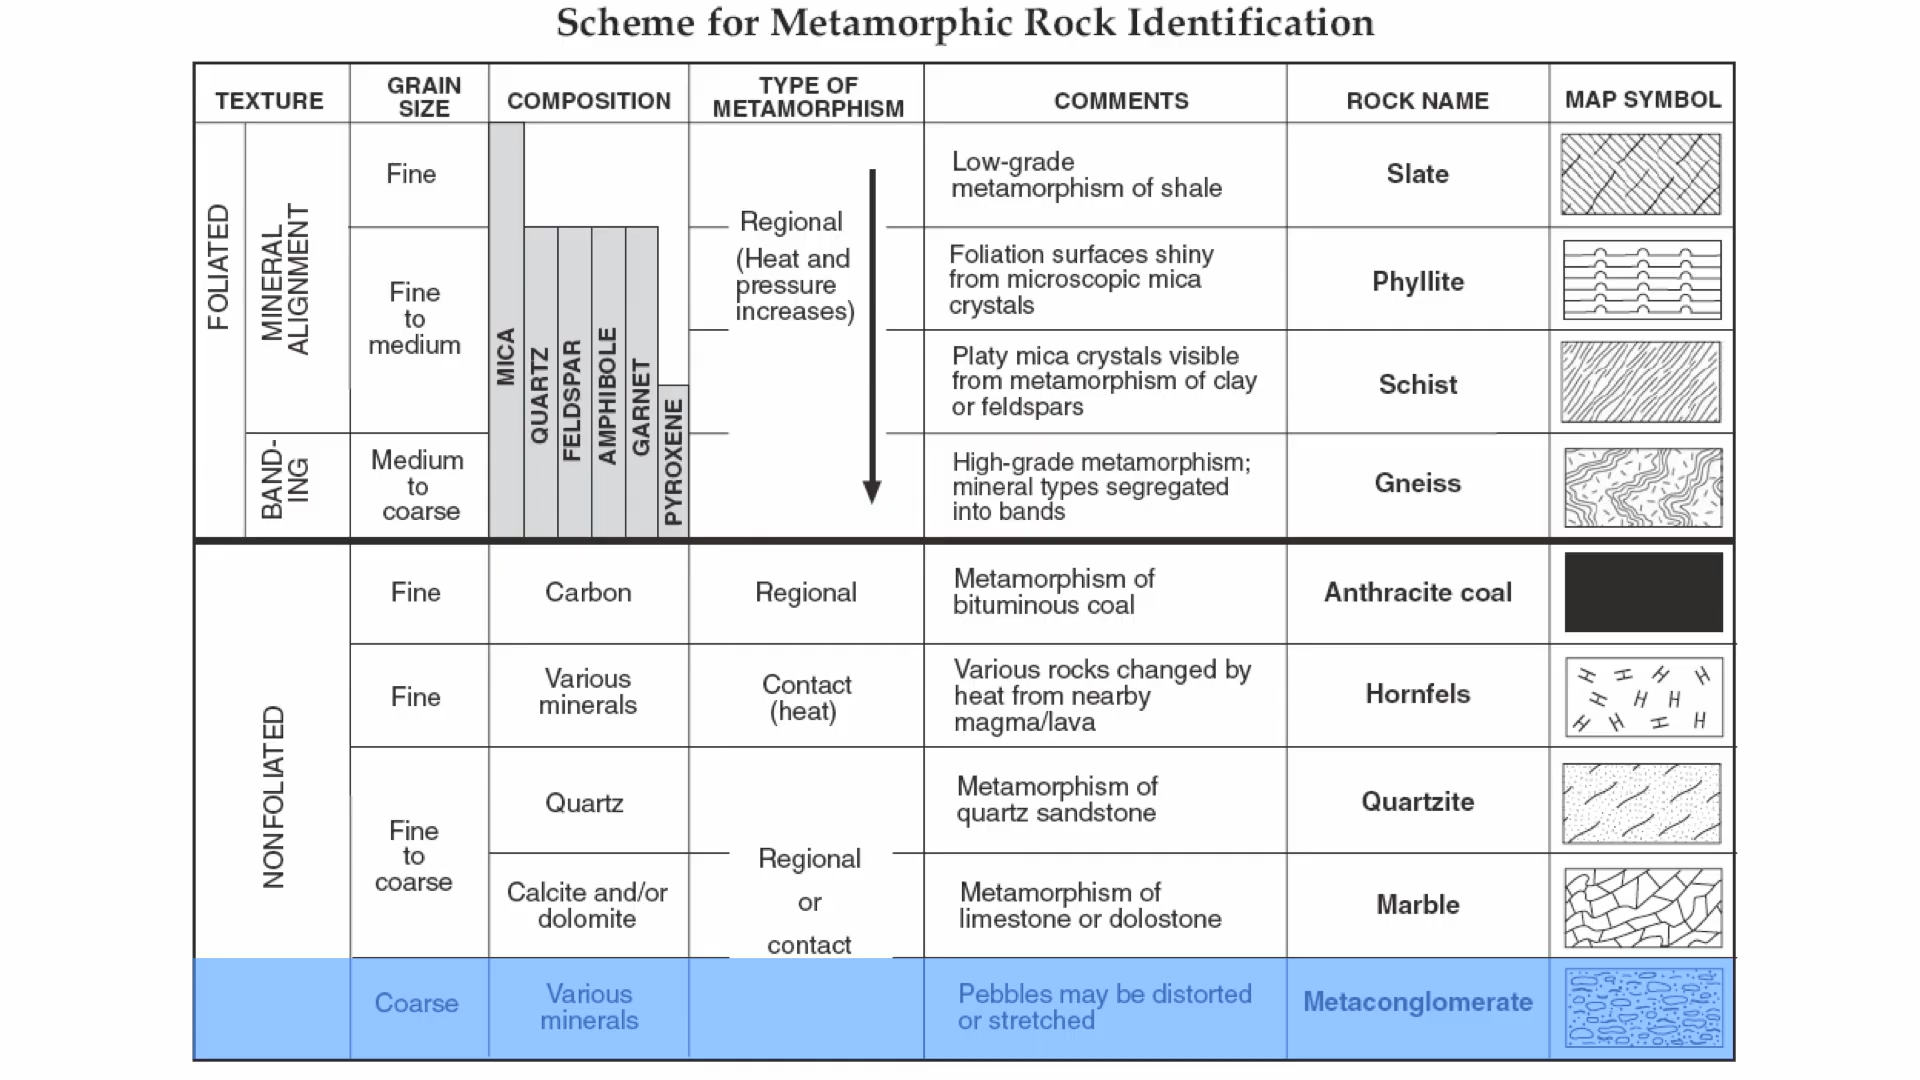 Scheme for Metamorphic Rock Identification
TEXTURE
GRAIN
SIZE
COMPOSITION
TYPE OF
METAMORPHISM
COMMENTS
ROCK NAME
MAP SYMBOL
FOLIATED
MINERAL
ALIGNMENT
Fine
MICA
QUARTZ
FELDSPAR
AMPHIBOLE
GARNET
PYROXENE
Regional
(Heat and
pressure
increases)
Low-grade
metamorphism of shale
Slate
Fine
to
medium
Foliation surfaces shiny
from microscopic mica
crystals
Phyllite
Platy mica crystals visible
from metamorphism of clay
or feldspars
Schist
BAND-
ING
Medium
to
coarse
High-grade metamorphism;
mineral types segregated
into bands
Gneiss
NONFOLIATED
Fine
Carbon
Regional
Metamorphism of
bituminous coal
Anthracite coal
Fine
Various
minerals
Contact
(heat)
Various rocks changed by
heat from nearby
magma/lava
Hornfels
Fine
to
coarse
Quartz
Regional
or
contact
Metamorphism of
quartz sandstone
Quartzite
Calcite and/or
dolomite
Metamorphism of
limestone or dolostone
Marble
Coarse
Various
minerals
Pebbles may be distorted
or stretched
Metaconglomerate